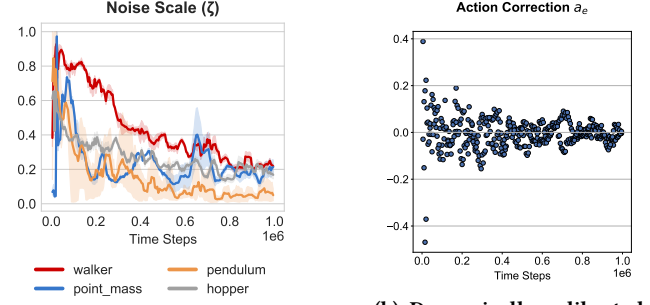 Noise Scale (ζ)
1.0
0.8
0.6
0.4
0.2
0.0
0.0 0.2 0.4 0.6 0.8 1.0
1e6
Time Steps
walker
pendulum
point_mass
hopper
Action Correction aₑ
0.4
0.2
0.0
−0.2
−0.4
0.0 0.2 0.4 0.6 0.8 1.0
1e6
Time Steps